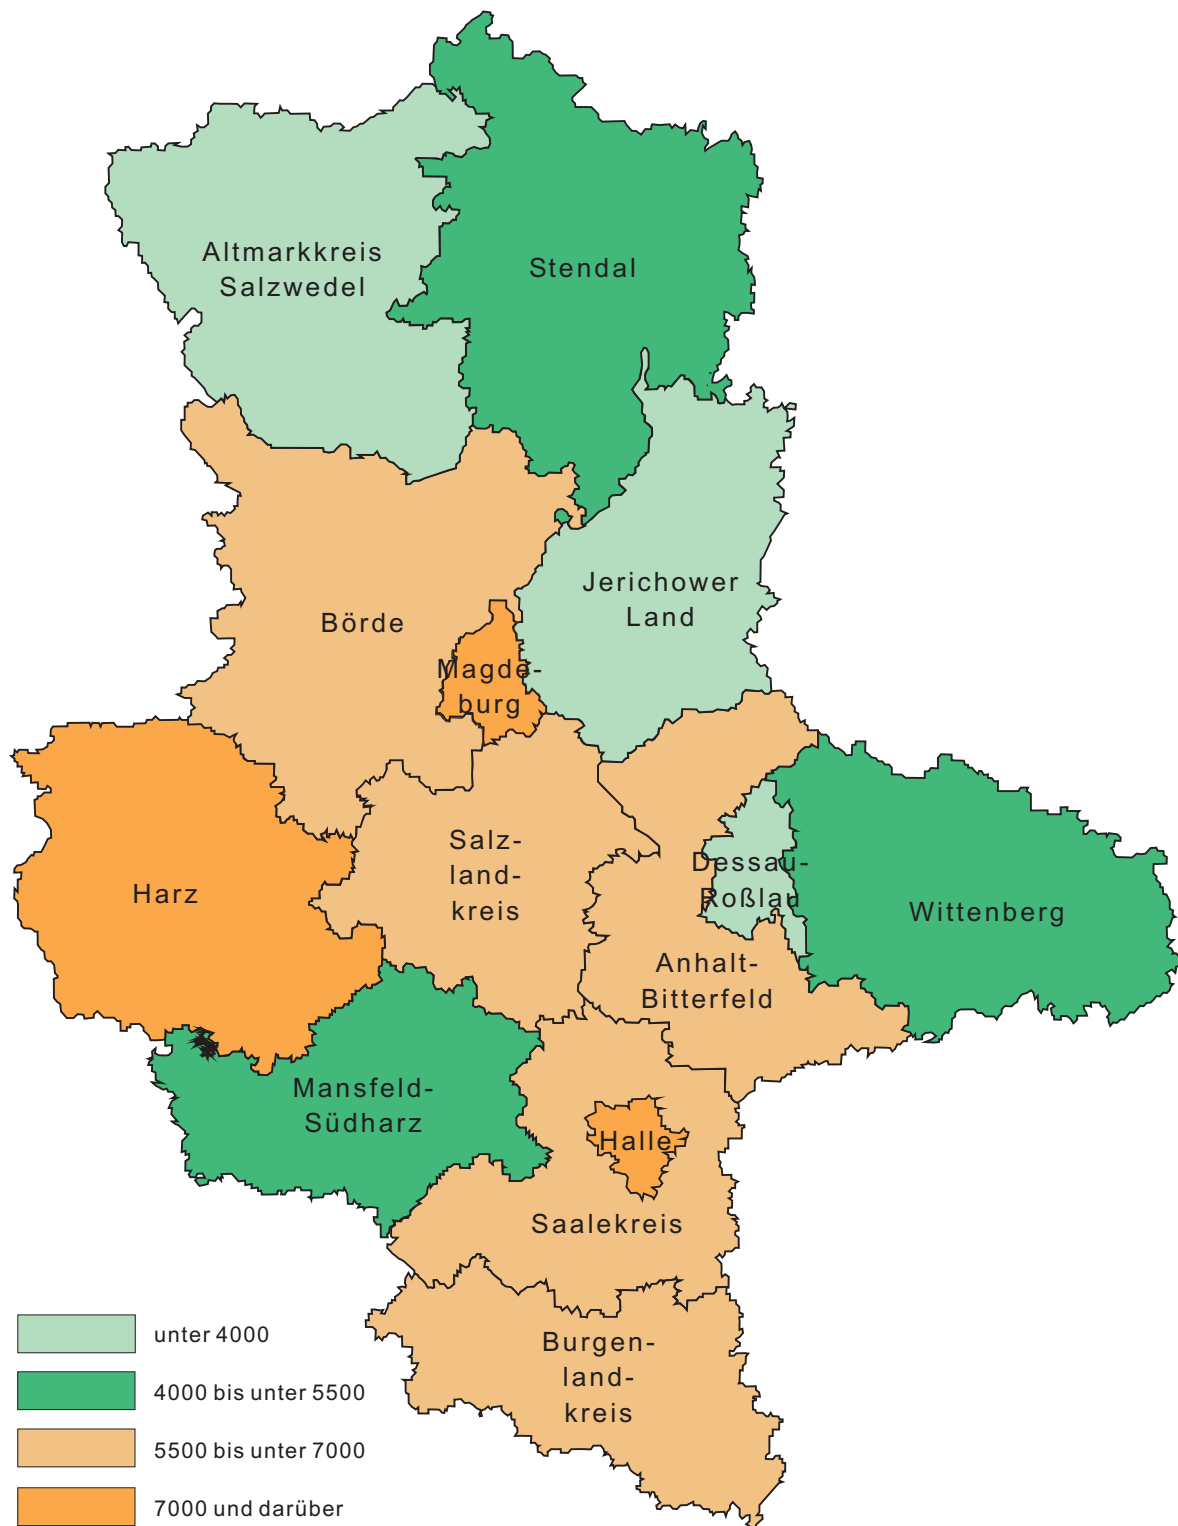 Altmarkkreis
Salzwedel
Stendal
Jerichower
Land
Börde
Magde-
burg
Salz-
land-
kreis
Harz
Dessau-
Roßlau
Wittenberg
Anhalt-
Bitterfeld
Mansfeld-
Südharz
Halle
Saalekreis
Burgen-
land-
kreis
unter 4000
4000 bis unter 5500
5500 bis unter 7000
7000 und darüber